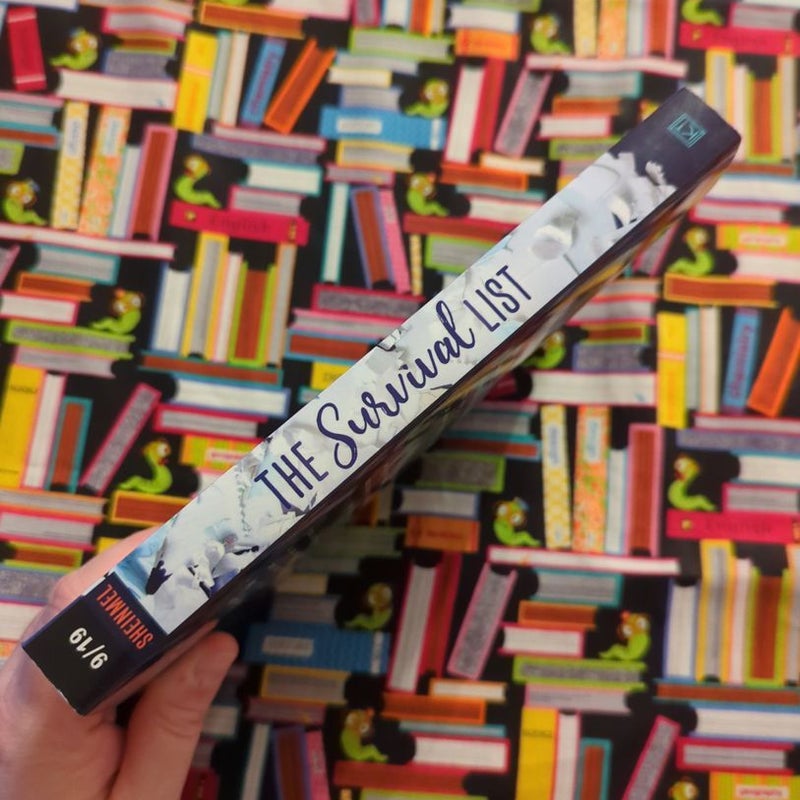 THE Survival LIST
SHEINMEL
9/19